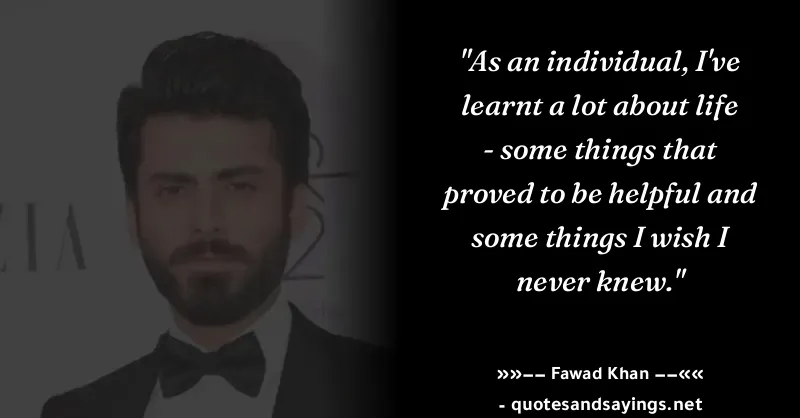 "As an individual, I've
learnt a lot about life
- some things that
proved to be helpful and
some things I wish I
never knew."
»»–– Fawad Khan ––««
- quotesandsayings.net
ZIA